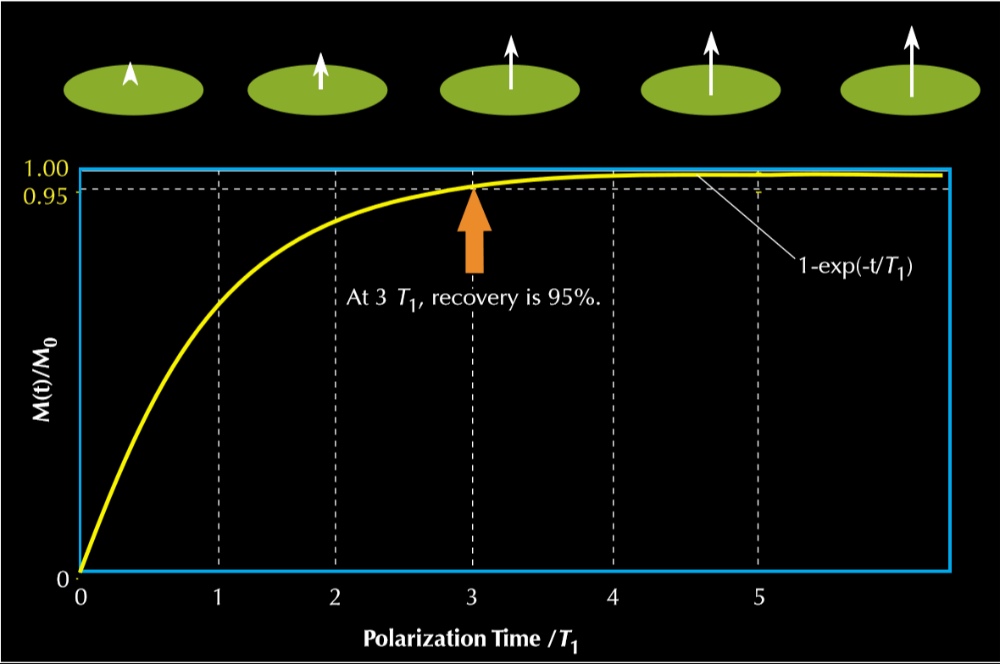 1.00
0.95
At 3 T1, recovery is 95%.
1-exp(-t/T1)
M(t)/M0
0
0 1 2 3 4 5
Polarization Time /T1